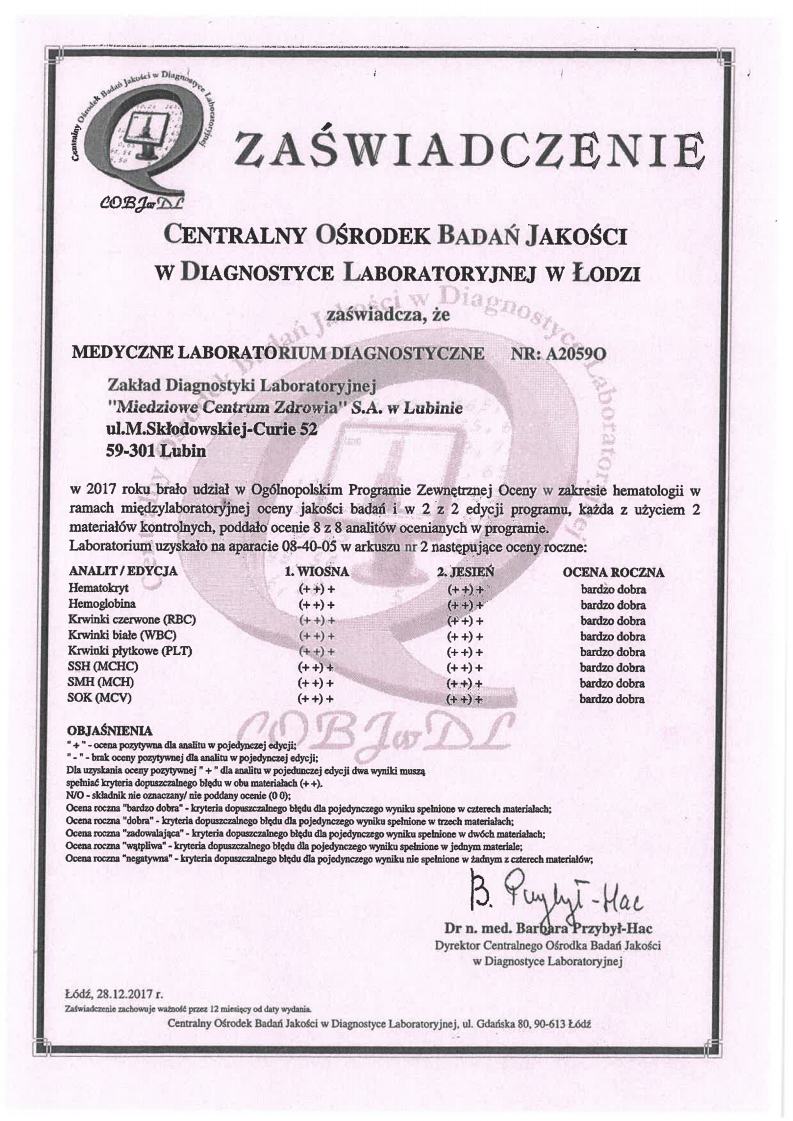 Centralny Ośrodek Badań Jakości w Diagnostyce Laboratoryjnej
COBJwDL
ZAŚWIADCZENIE
CENTRALNY OŚRODEK BADAŃ JAKOŚCI
W DIAGNOSTYCE LABORATORYJNEJ W ŁODZI
zaświadcza, że
MEDYCZNE LABORATORIUM DIAGNOSTYCZNE NR: A2059O
Zakład Diagnostyki Laboratoryjnej
"Miedziowe Centrum Zdrowia" S.A. w Lubinie
ul.M.Skłodowskiej-Curie 52
59-301 Lubin
w 2017 roku brało udział w Ogólnopolskim Programie Zewnętrznej Oceny w zakresie hematologii w
ramach międzylaboratoryjnej oceny jakości badań i w 2 z 2 edycji programu, każda z użyciem 2
materiałów kontrolnych, poddało ocenie 8 z 8 analitów ocenianych w programie.
Laboratorium uzyskało na aparacie 08-40-05 w arkuszu nr 2 następujące oceny roczne:
ANALIT / EDYCJA 1. WIOSNA 2. JESIEŃ OCENA ROCZNA
Hematokryt (+ +) + (+ +) + bardzo dobra
Hemoglobina (+ +) + (+ +) + bardzo dobra
Krwinki czerwone (RBC) (+ +) + (+ +) + bardzo dobra
Krwinki białe (WBC) (+ +) + (+ +) + bardzo dobra
Krwinki płytkowe (PLT) (+ +) + (+ +) + bardzo dobra
SSH (MCHC) (+ +) + (+ +) + bardzo dobra
SMH (MCH) (+ +) + (+ +) + bardzo dobra
SOK (MCV) (+ +) + (+ +) + bardzo dobra
COBJwDL
OBJAŚNIENIA
" + " - ocena pozytywna dla analitu w pojedynczej edycji;
" - " - brak oceny pozytywnej dla analitu w pojedynczej edycji;
Dla uzyskania oceny pozytywnej " + " dla analitu w pojedunczej edycji dwa wyniki muszą
spełniać kryteria dopuszczalnego błędu w obu materiałach (+ +).
N/O - składnik nie oznaczany/ nie poddany ocenie (0 0);
Ocena roczna "bardzo dobra" - kryteria dopuszczalnego błędu dla pojedynczego wyniku spełnione w czterech materiałach;
Ocena roczna "dobra" - kryteria dopuszczalnego błędu dla pojedynczego wyniku spełnione w trzech materiałach;
Ocena roczna "zadowalająca" - kryteria dopuszczalnego błędu dla pojedynczego wyniku spełnione w dwóch materiałach;
Ocena roczna "wątpliwa" - kryteria dopuszczalnego błędu dla pojedynczego wyniku spełnione w jednym materiale;
Ocena roczna "negatywna" - kryteria dopuszczalnego błędu dla pojedynczego wyniku nie spełnione w żadnym z czterech materiałów;
B. Przybył-Hac
Dr n. med. Barbara Przybył-Hac
Dyrektor Centralnego Ośrodka Badań Jakości
w Diagnostyce Laboratoryjnej
Łódź, 28.12.2017 r.
Zaświadczenie zachowuje ważność przez 12 miesięcy od daty wydania.
Centralny Ośrodek Badań Jakości w Diagnostyce Laboratoryjnej, ul. Gdańska 80, 90-613 Łódź